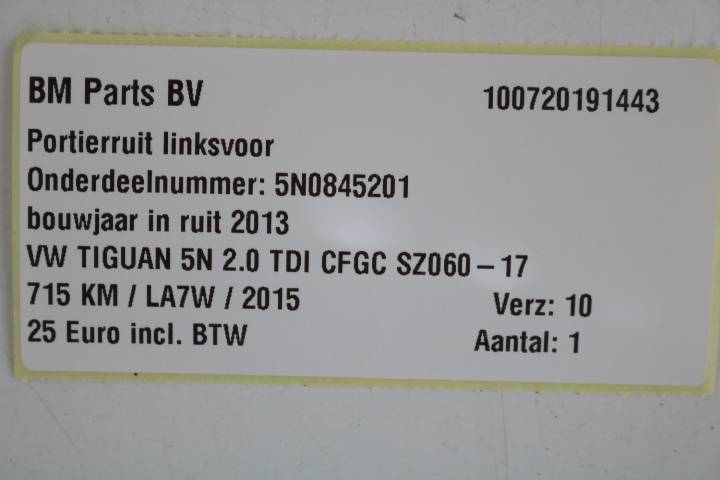 BM Parts BV 100720191443
Portierruit linksvoor
Onderdeelnummer: 5N0845201
bouwjaar in ruit 2013
VW TIGUAN 5N 2.0 TDI CFGC SZ060-17
715 KM / LA7W / 2015 Verz: 10
25 Euro incl. BTW Aantal: 1